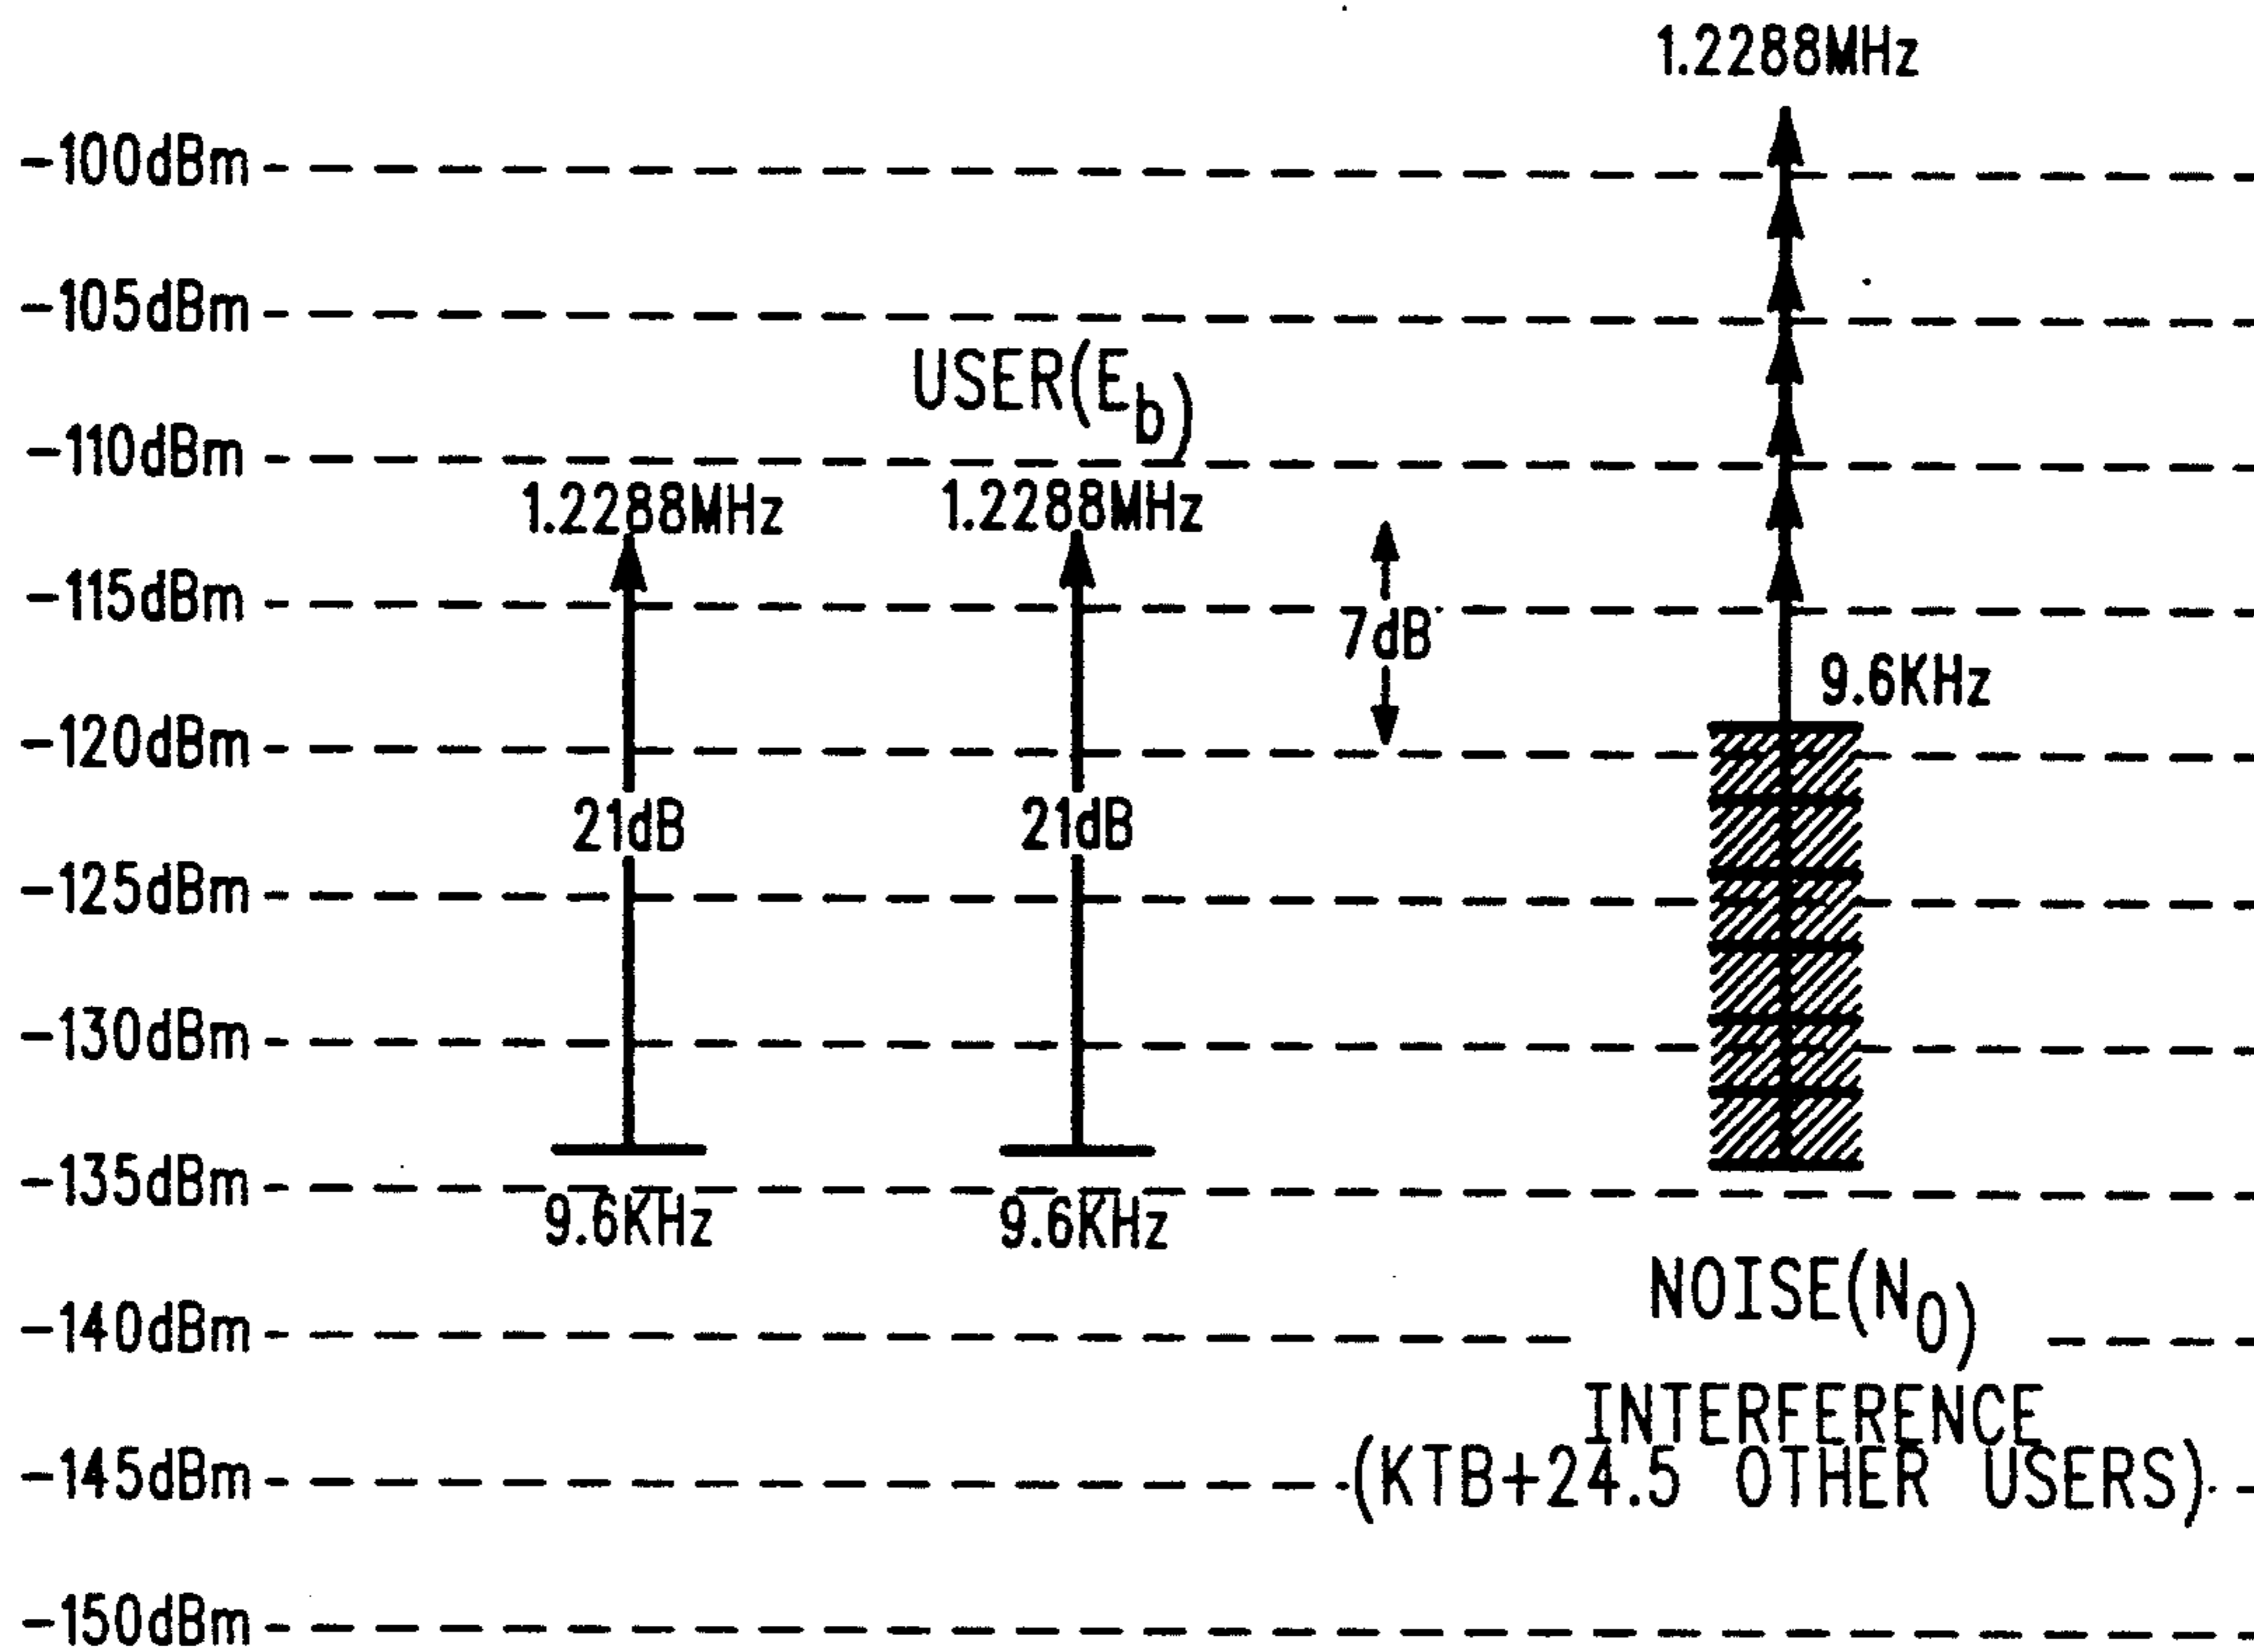 1.2288MHz
-100dBm
-105dBm
USER(Eb)
-110dBm
1.2288MHz 1.2288MHz
-115dBm
7dB
9.6KHz
-120dBm
21dB 21dB
-125dBm
-130dBm
-135dBm
9.6KHz 9.6KHz
NOISE(N0)
-140dBm
INTERFERENCE
-145dBm (KTB+24.5 OTHER USERS)
-150dBm